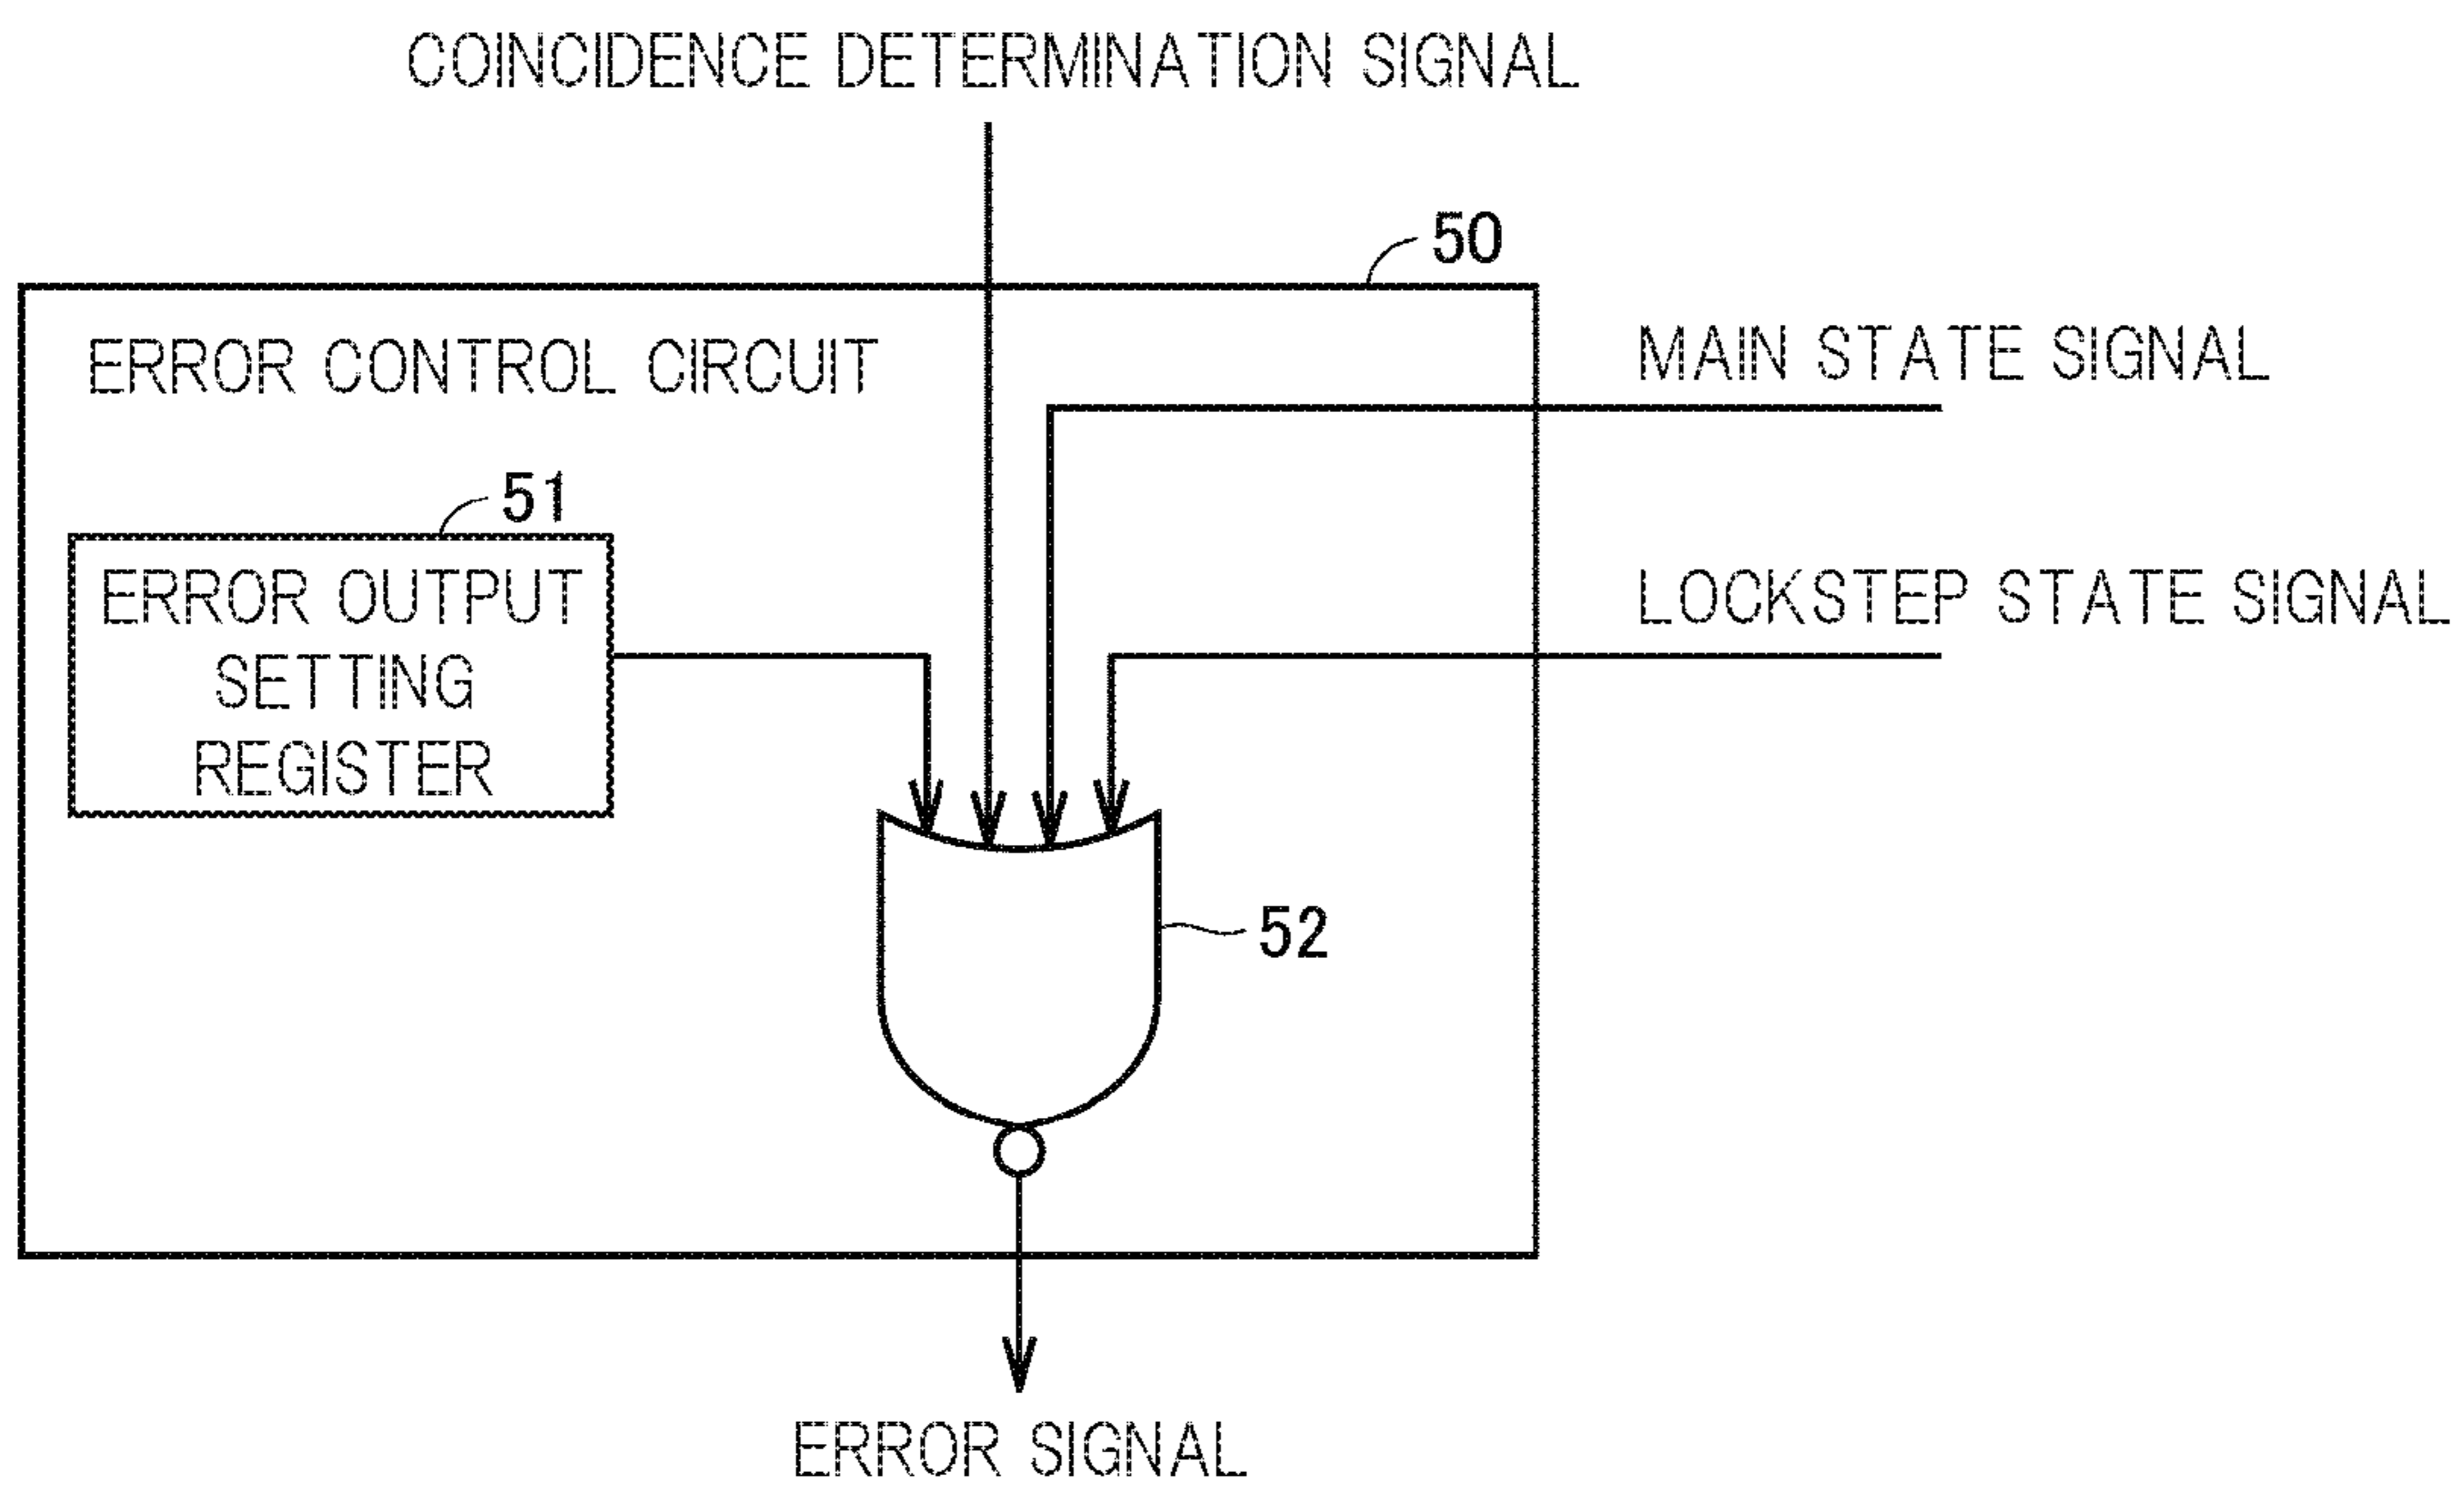 COINCIDENCE DETERMINATION SIGNAL
50
ERROR CONTROL CIRCUIT
MAIN STATE SIGNAL
51
ERROR OUTPUT
SETTING
REGISTER
LOCKSTEP STATE SIGNAL
52
ERROR SIGNAL